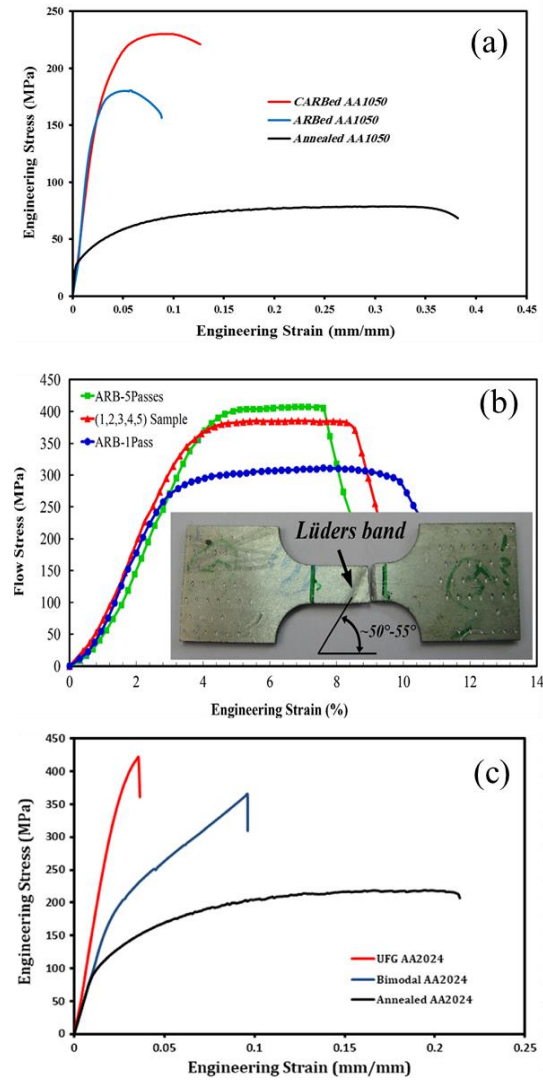 (a)
250
200
150
100
50
0
Engineering Stress (MPa)
CARBed AA1050
ARBed AA1050
Annealed AA1050
0 0.05 0.1 0.15 0.2 0.25 0.3 0.35 0.4 0.45
Engineering Strain (mm/mm)
(b)
450
400
350
300
250
200
150
100
50
0
Flow Stress (MPa)
ARB-5Passes
(1,2,3,4,5) Sample
ARB-1Pass
Lüders band
~50°-55°
0 2 4 6 8 10 12 14
Engineering Strain (%)
(c)
450
400
350
300
250
200
150
100
50
0
Engineering Stress (MPa)
UFG AA2024
Bimodal AA2024
Annealed AA2024
0 0.05 0.1 0.15 0.2 0.25
Engineering Strain (mm/mm)